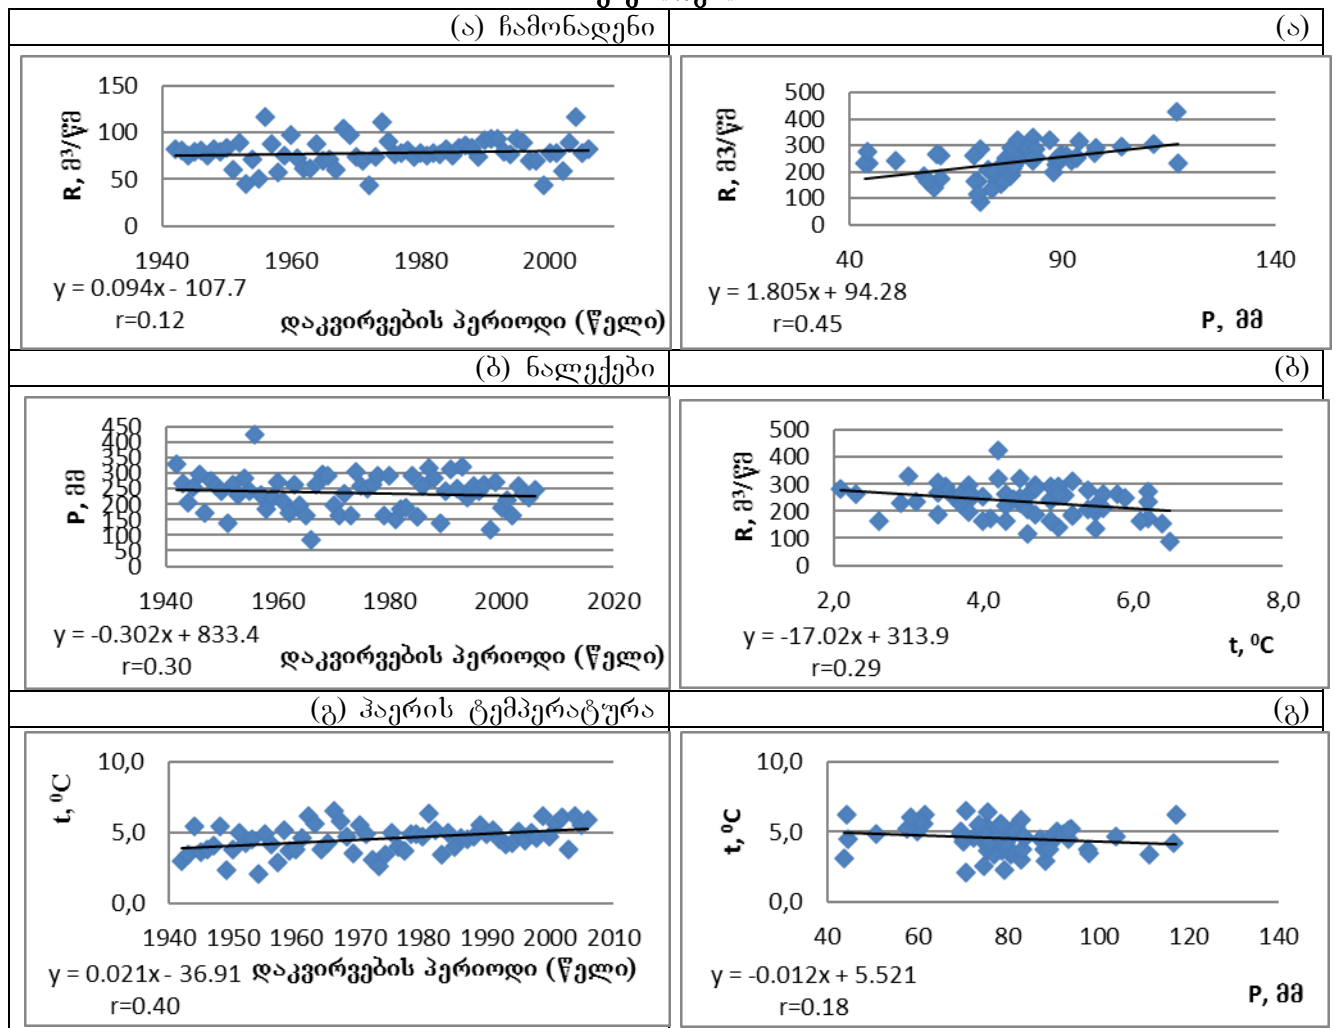 (ა) ჩამონადენი
(ა)
150
100
50
0
R, მ³/წმ
1940 1960 1980 2000
y = 0.094x - 107.7
r=0.12
დაკვირვების პერიოდი (წელი)
500
400
300
200
100
0
R, მ3/წმ
40 90 140
y = 1.805x + 94.28
r=0.45
P, მმ
(ბ) ნალექები
(ბ)
450
400
350
300
250
200
150
100
50
0
P, მმ
1940 1960 1980 2000 2020
y = -0.302x + 833.4
r=0.30
დაკვირვების პერიოდი (წელი)
500
400
300
200
100
0
R, მ³/წმ
2,0 4,0 6,0 8,0
y = -17.02x + 313.9
r=0.29
t, ⁰C
(გ) ჰაერის ტემპერატურა
(გ)
10,0
5,0
0,0
t, ⁰C
1940 1950 1960 1970 1980 1990 2000 2010
y = 0.021x - 36.91
r=0.40
დაკვირვების პერიოდი (წელი)
10,0
5,0
0,0
t, ⁰C
40 60 80 100 120 140
y = -0.012x + 5.521
r=0.18
P, მმ